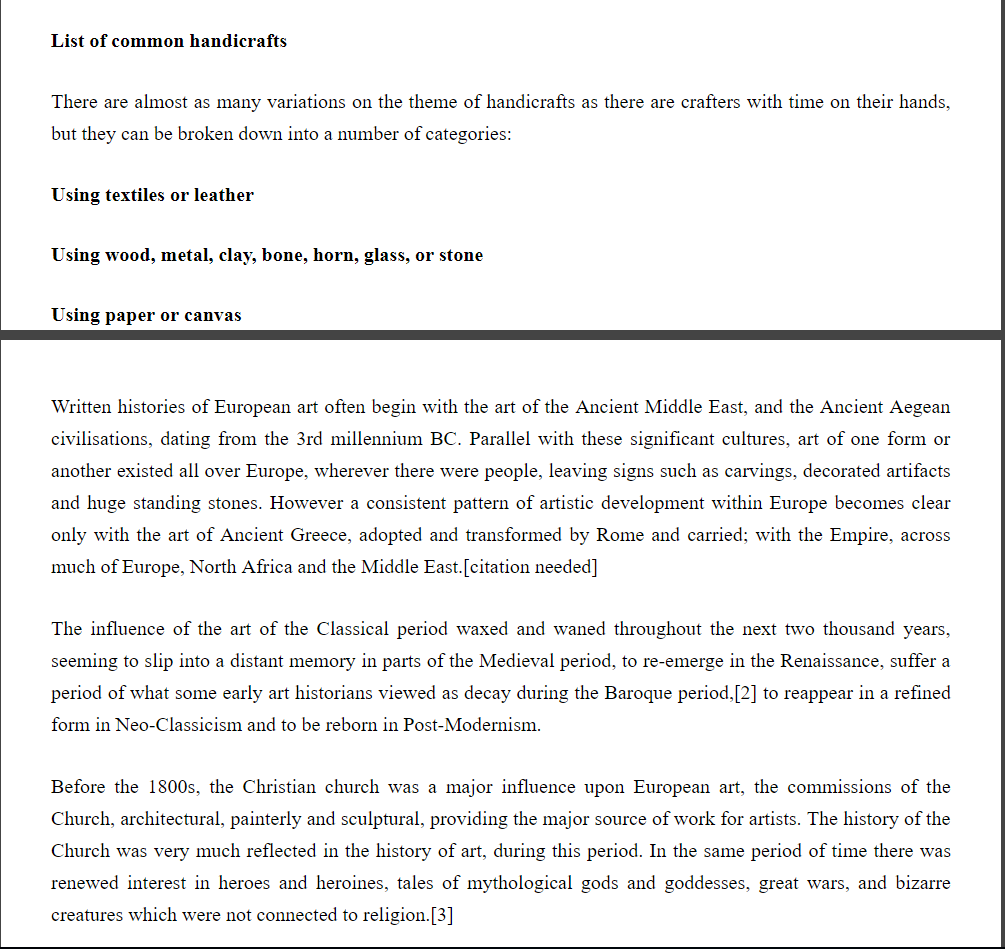 List of common handicrafts
There are almost as many variations on the theme of handicrafts as there are crafters with time on their hands,
but they can be broken down into a number of categories:
Using textiles or leather
Using wood, metal, clay, bone, horn, glass, or stone
Using paper or canvas
Written histories of European art often begin with the art of the Ancient Middle East, and the Ancient Aegean
civilisations, dating from the 3rd millennium BC. Parallel with these significant cultures, art of one form or
another existed all over Europe, wherever there were people, leaving signs such as carvings, decorated artifacts
and huge standing stones. However a consistent pattern of artistic development within Europe becomes clear
only with the art of Ancient Greece, adopted and transformed by Rome and carried; with the Empire, across
much of Europe, North Africa and the Middle East.[citation needed]
The influence of the art of the Classical period waxed and waned throughout the next two thousand years,
seeming to slip into a distant memory in parts of the Medieval period, to re-emerge in the Renaissance, suffer a
period of what some early art historians viewed as decay during the Baroque period,[2] to reappear in a refined
form in Neo-Classicism and to be reborn in Post-Modernism.
Before the 1800s, the Christian church was a major influence upon European art, the commissions of the
Church, architectural, painterly and sculptural, providing the major source of work for artists. The history of the
Church was very much reflected in the history of art, during this period. In the same period of time there was
renewed interest in heroes and heroines, tales of mythological gods and goddesses, great wars, and bizarre
creatures which were not connected to religion.[3]